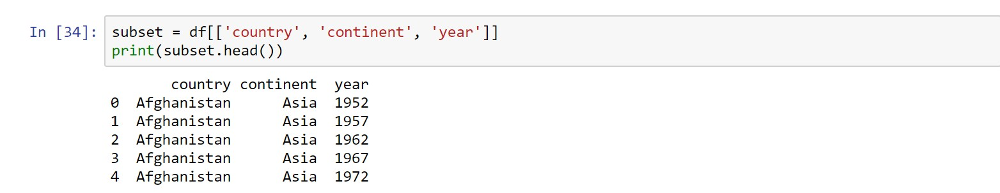 In [34]: subset = df[['country', 'continent', 'year']]
print(subset.head())
country continent year
0 Afghanistan Asia 1952
1 Afghanistan Asia 1957
2 Afghanistan Asia 1962
3 Afghanistan Asia 1967
4 Afghanistan Asia 1972